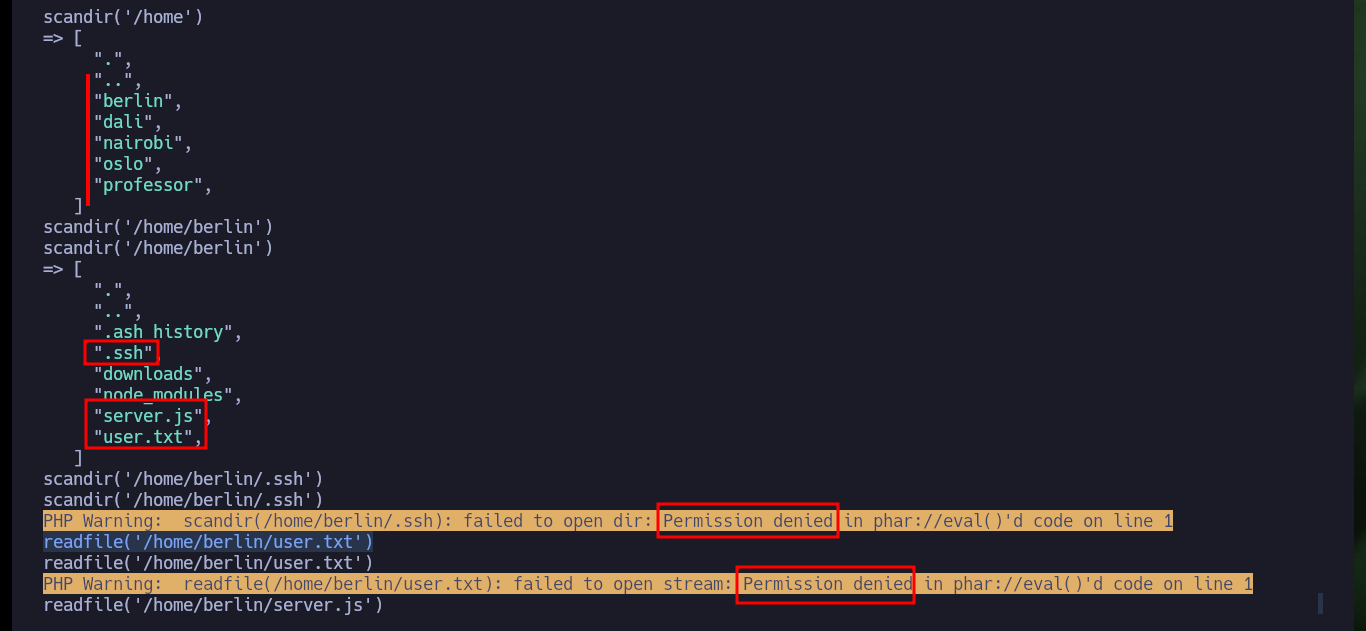 scandir('/home')
=> [
".",
"..",
"berlin",
"dali",
"nairobi",
"oslo",
"professor",
]
scandir('/home/berlin')
scandir('/home/berlin')
=> [
".",
"..",
".ash_history",
".ssh",
"downloads",
"node_modules",
"server.js",
"user.txt",
]
scandir('/home/berlin/.ssh')
scandir('/home/berlin/.ssh')
PHP Warning:  scandir(/home/berlin/.ssh): failed to open dir: Permission denied in phar://eval()'d code on line 1
readfile('/home/berlin/user.txt')
readfile('/home/berlin/user.txt')
PHP Warning:  readfile(/home/berlin/user.txt): failed to open stream: Permission denied in phar://eval()'d code on line 1
readfile('/home/berlin/server.js')